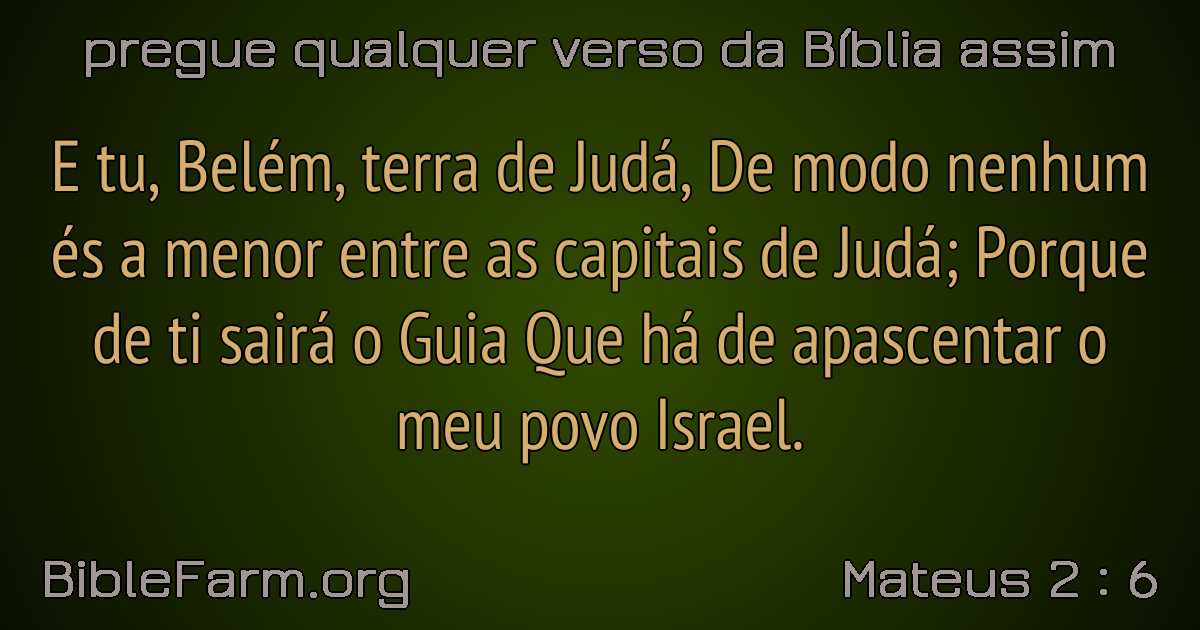 pregue qualquer verso da Bíblia assim
E tu, Belém, terra de Judá, De modo nenhum
és a menor entre as capitais de Judá; Porque
de ti sairá o Guia Que há de apascentar o
meu povo Israel.
BibleFarm.org
Mateus 2 : 6